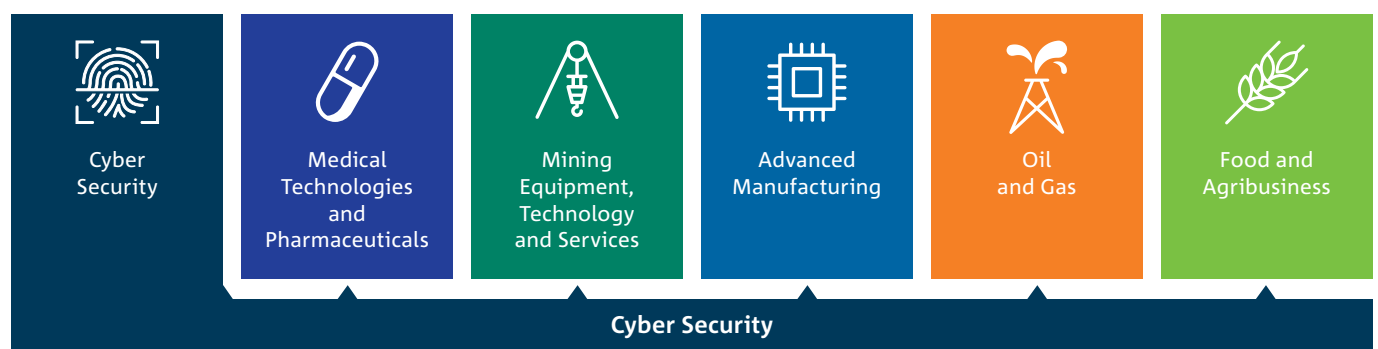 Cyber
Security
Medical
Technologies
and
Pharmaceuticals
Mining
Equipment,
Technology
and Services
Advanced
Manufacturing
Oil
and Gas
Food and
Agribusiness
Cyber Security